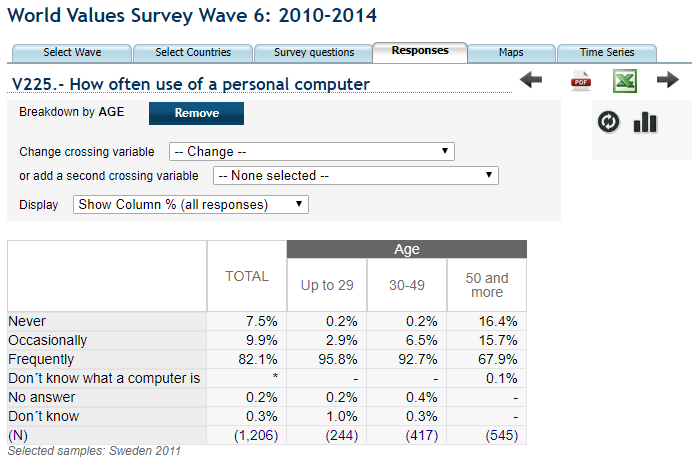 World Values Survey Wave 6: 2010-2014
Select Wave Select Countries Survey questions Responses Maps Time Series
V225.- How often use of a personal computer
PDF
Breakdown by AGE Remove
Change crossing variable -- Change --
or add a second crossing variable -- None selected --
Display Show Column % (all responses)
Age
TOTAL Up to 29 30-49 50 and more
Never 7.5% 0.2% 0.2% 16.4%
Occasionally 9.9% 2.9% 6.5% 15.7%
Frequently 82.1% 95.8% 92.7% 67.9%
Don´t know what a computer is * - - 0.1%
No answer 0.2% 0.2% 0.4% -
Don´t know 0.3% 1.0% 0.3% -
(N) (1,206) (244) (417) (545)
Selected samples: Sweden 2011